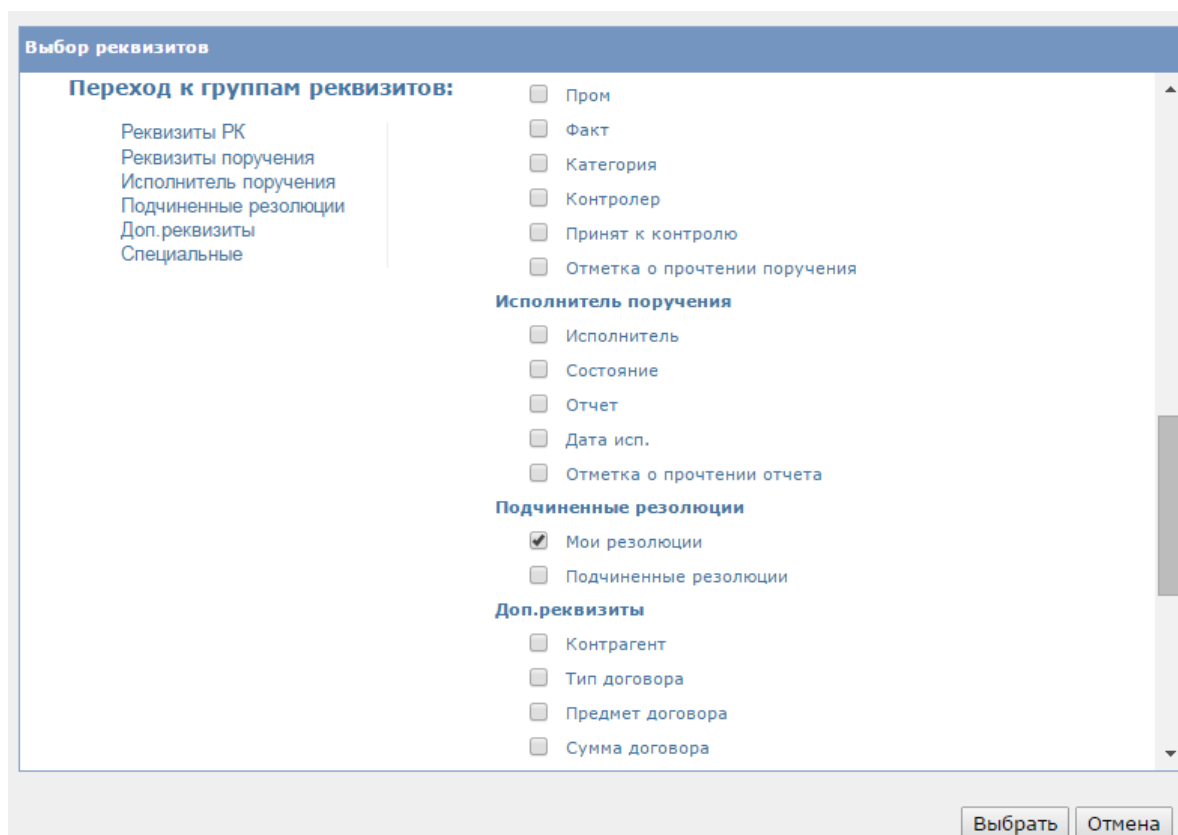 Выбор реквизитов
Переход к группам реквизитов:
Реквизиты РК
Реквизиты поручения
Исполнитель поручения
Подчиненные резолюции
Доп.реквизиты
Специальные
Пром
Факт
Категория
Контролер
Принят к контролю
Отметка о прочтении поручения
Исполнитель поручения
Исполнитель
Состояние
Отчет
Дата исп.
Отметка о прочтении отчета
Подчиненные резолюции
Мои резолюции
Подчиненные резолюции
Доп.реквизиты
Контрагент
Тип договора
Предмет договора
Сумма договора
Выбрать
Отмена